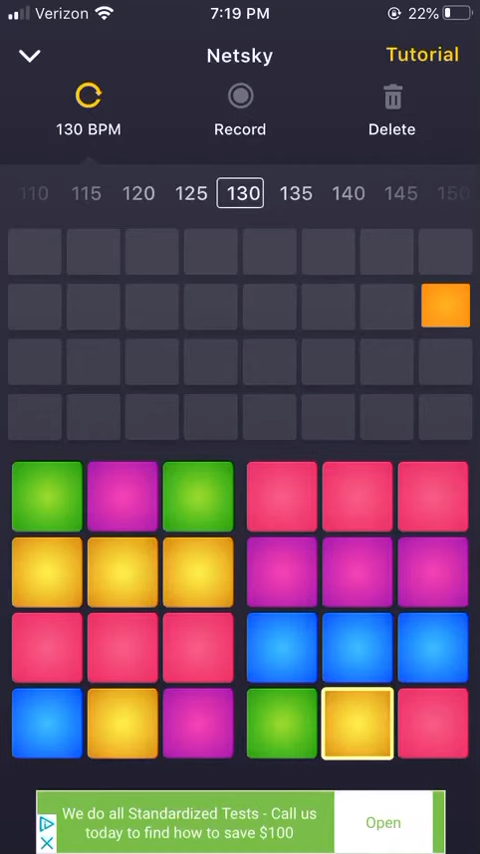 Verizon 7:19 PM 22%
Netsky Tutorial
130 BPM Record Delete
110 115 120 125 130 135 140 145 150
We do all Standardized Tests - Call us
today to find how to save $100
Open